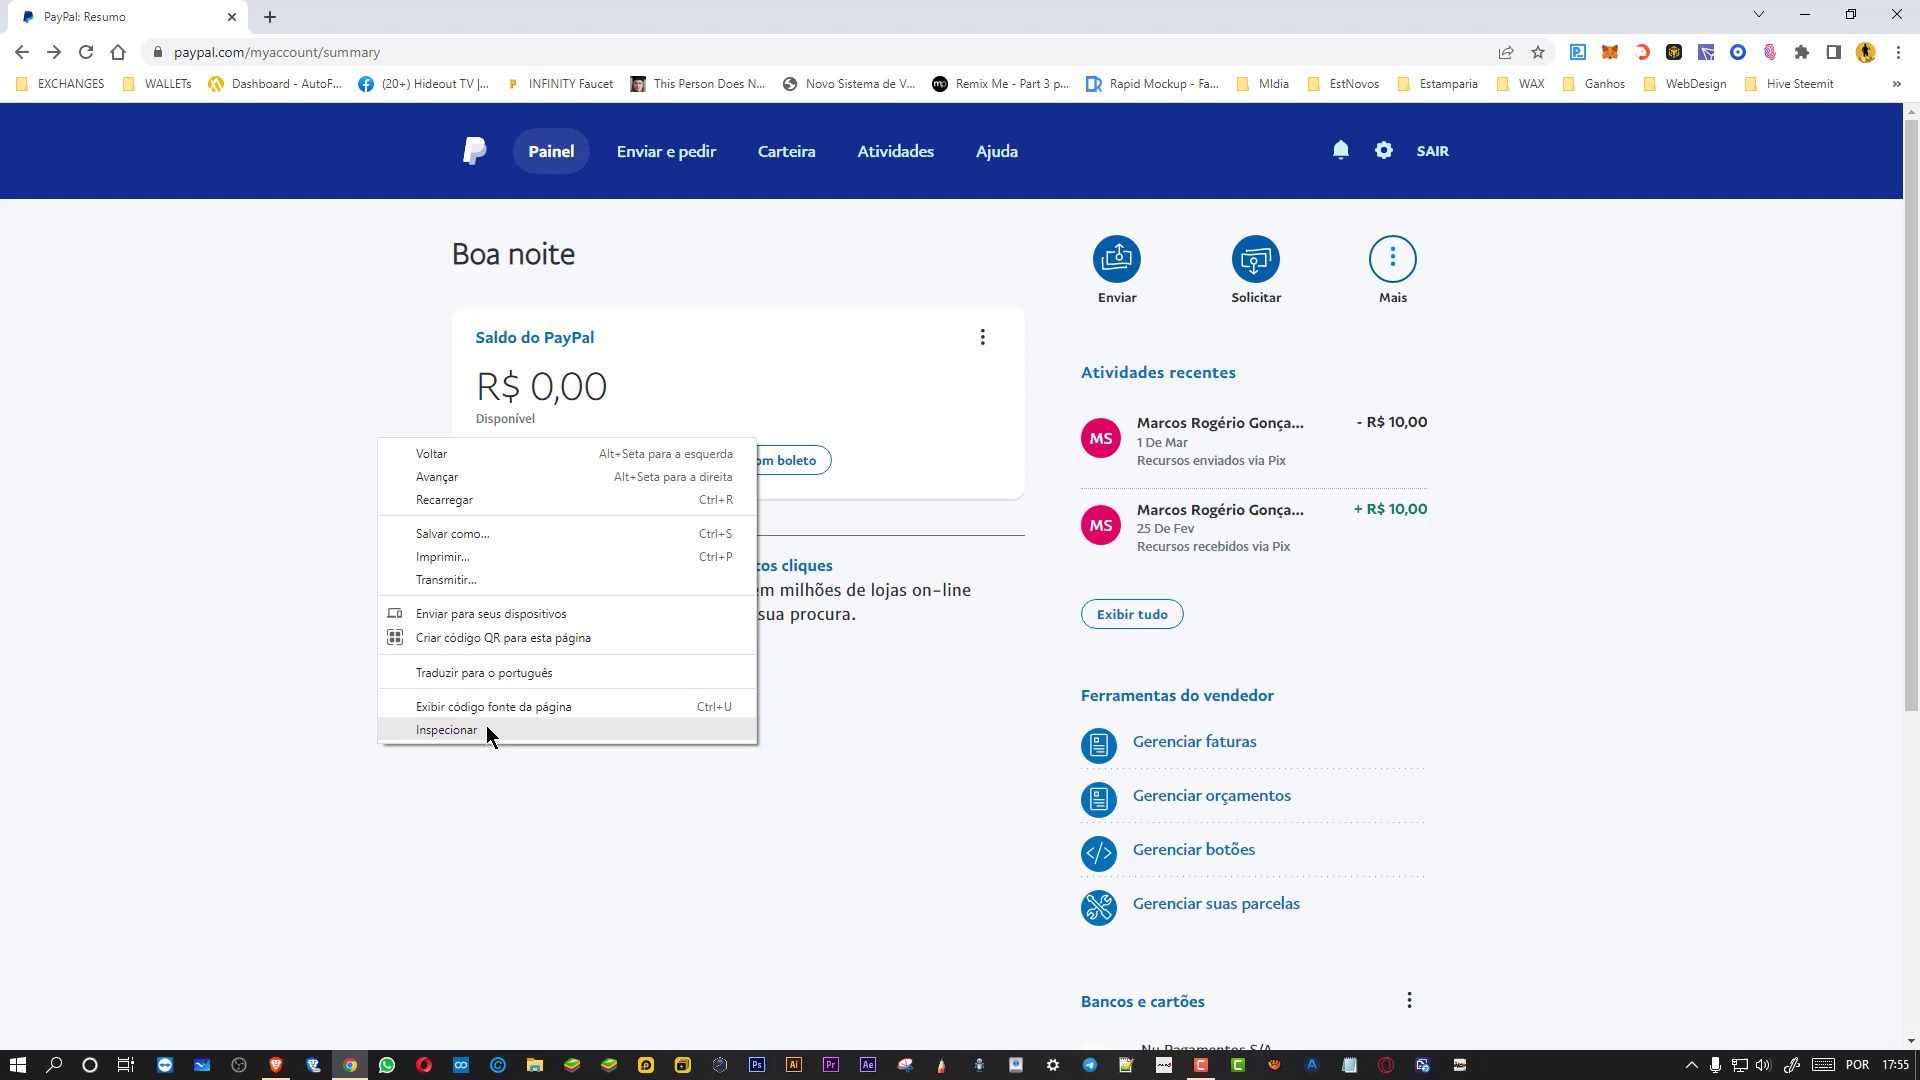 PayPal: Resumo
paypal.com/myaccount/summary
EXCHANGES
WALLETs
Dashboard - AutoF...
(20+) Hideout TV |...
INFINITY Faucet
This Person Does N...
Novo Sistema de V...
Remix Me - Part 3 p...
Rapid Mockup - Fa...
MIdia
EstNovos
Estamparia
WAX
Ganhos
WebDesign
Hive Steemit
»
Painel
Enviar e pedir
Carteira
Atividades
Ajuda
SAIR
Boa noite
Enviar
Solicitar
Mais
Saldo do PayPal
R$ 0,00
Disponível
om boleto
cos cliques
em milhões de lojas on-line
sua procura.
Voltar Alt+Seta para a esquerda
Avançar Alt+Seta para a direita
Recarregar Ctrl+R
Salvar como... Ctrl+S
Imprimir... Ctrl+P
Transmitir...
Enviar para seus dispositivos
Criar código QR para esta página
Traduzir para o português
Exibir código fonte da página Ctrl+U
Inspecionar
Atividades recentes
MS
Marcos Rogério Gonça... - R$ 10,00
1 De Mar
Recursos enviados via Pix
MS
Marcos Rogério Gonça... + R$ 10,00
25 De Fev
Recursos recebidos via Pix
Exibir tudo
Ferramentas do vendedor
Gerenciar faturas
Gerenciar orçamentos
Gerenciar botões
Gerenciar suas parcelas
Bancos e cartões
Nu Pagamentos S/A
Ps
Ai
Pr
Ae
POR
17:55